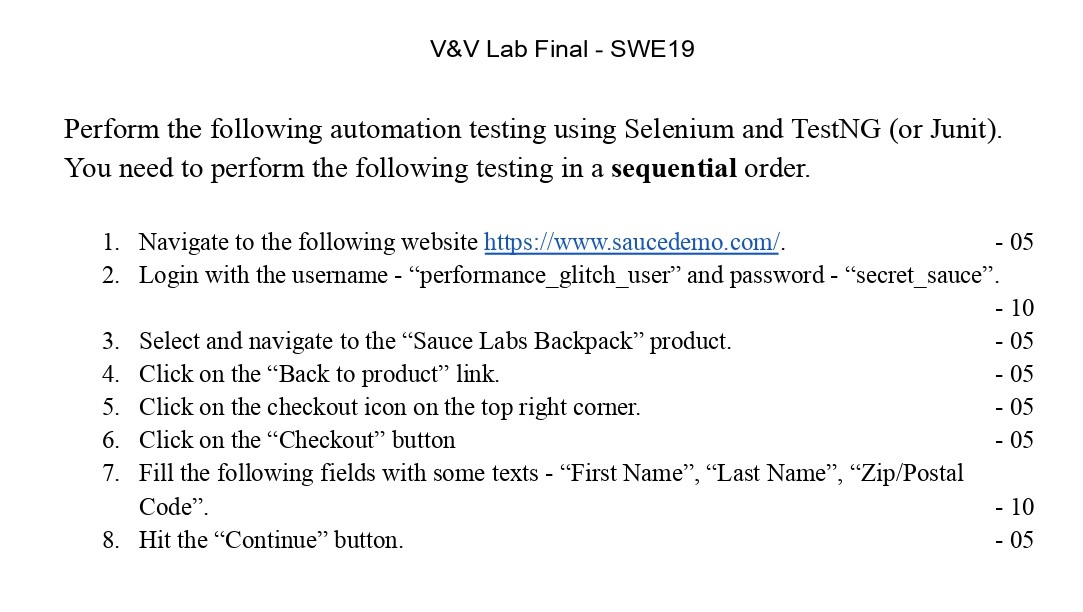 V&V Lab Final - SWE19
Perform the following automation testing using Selenium and TestNG (or Junit).
You need to perform the following testing in a sequential order.
1. Navigate to the following website https://www.saucedemo.com/. - 05
2. Login with the username - “performance_glitch_user” and password - “secret_sauce”.
- 10
3. Select and navigate to the “Sauce Labs Backpack” product. - 05
4. Click on the “Back to product” link. - 05
5. Click on the checkout icon on the top right corner. - 05
6. Click on the “Checkout” button - 05
7. Fill the following fields with some texts - “First Name”, “Last Name”, “Zip/Postal
Code”. - 10
8. Hit the “Continue” button. - 05